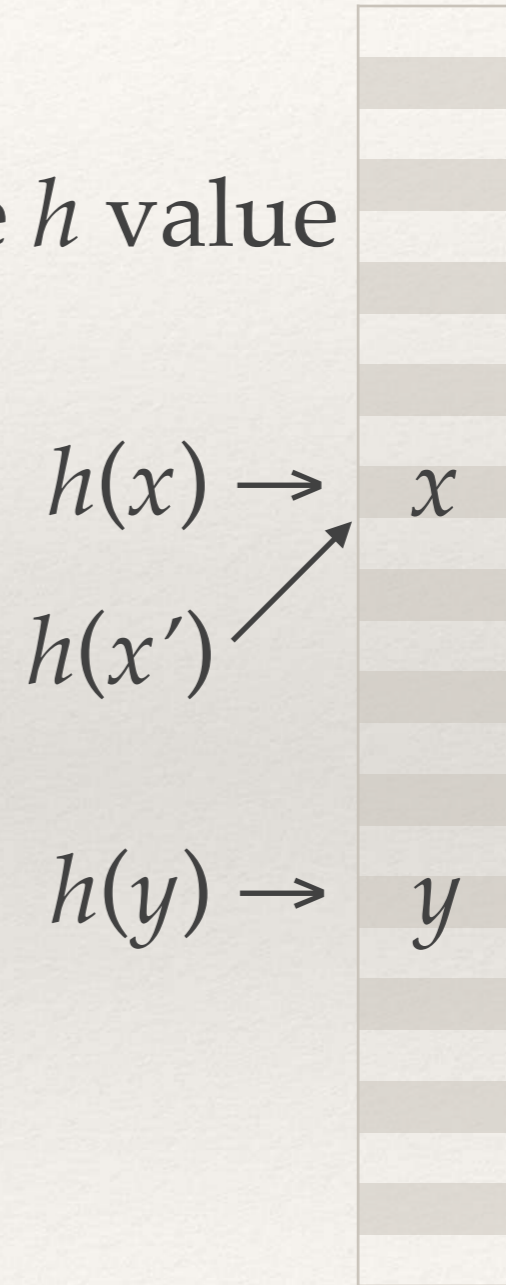 h value
h(x) → x
h(x′)
h(y) → y